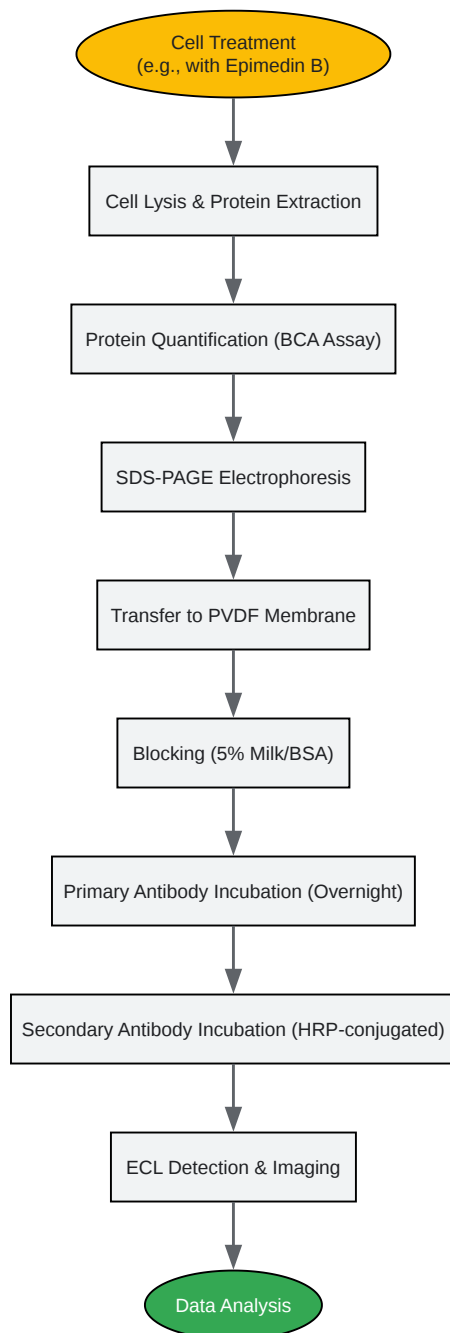 Cell Treatment
(e.g., with Epimedin B)
Cell Lysis & Protein Extraction
Protein Quantification (BCA Assay)
SDS-PAGE Electrophoresis
Transfer to PVDF Membrane
Blocking (5% Milk/BSA)
Primary Antibody Incubation (Overnight)
Secondary Antibody Incubation (HRP-conjugated)
ECL Detection & Imaging
Data Analysis